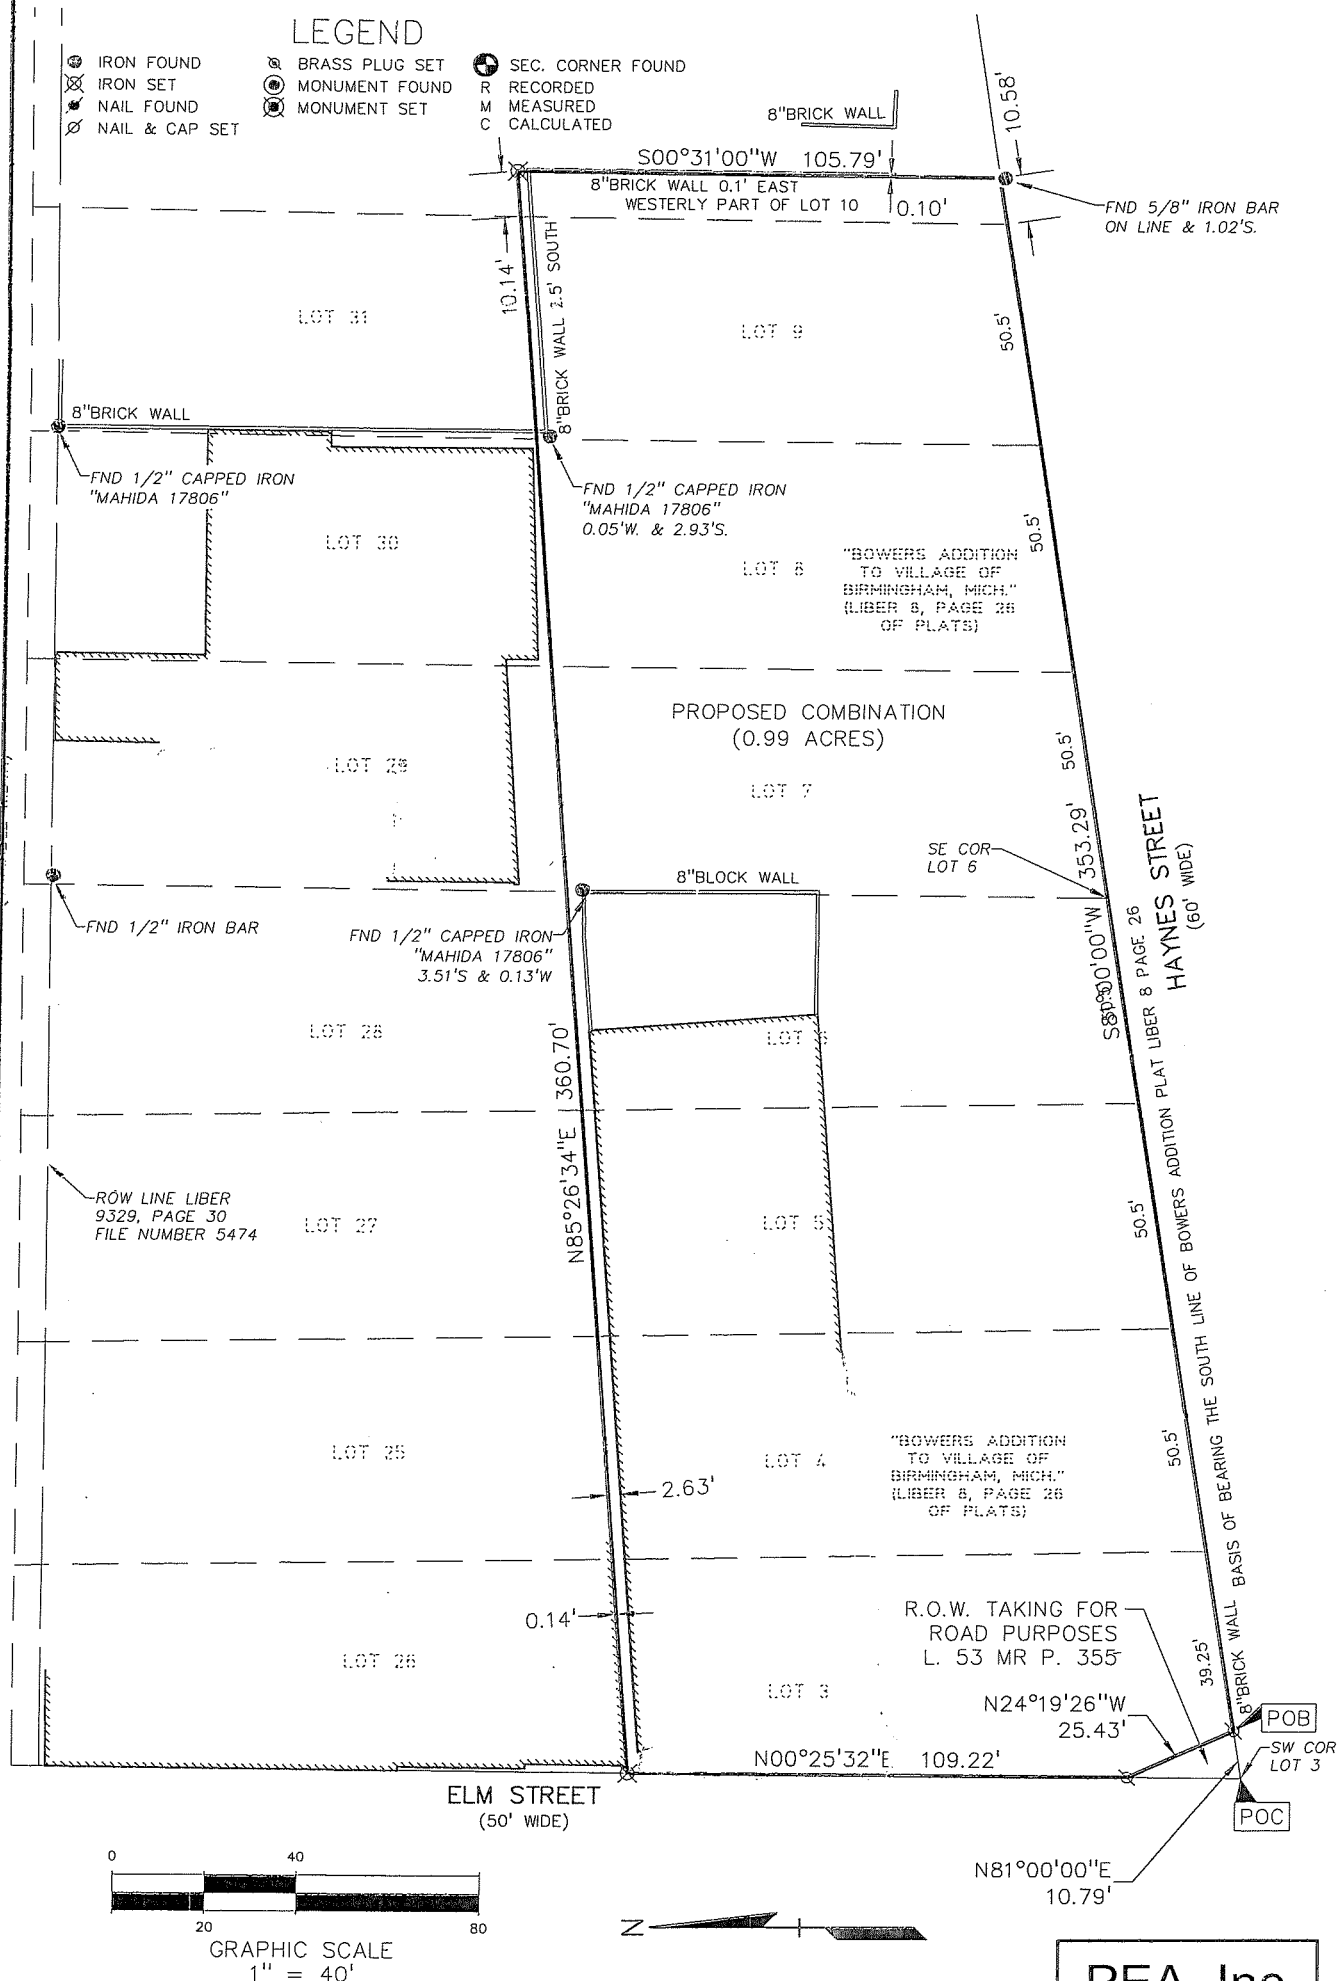 LEGEND
IRON FOUND
IRON SET
NAIL FOUND
NAIL & CAP SET
BRASS PLUG SET
MONUMENT FOUND
MONUMENT SET
SEC. CORNER FOUND
R RECORDED
M MEASURED
C CALCULATED
8"BRICK WALL
10.58'
S00°31'00"W 105.79'
8"BRICK WALL 0.1' EAST
WESTERLY PART OF LOT 10
0.10'
FND 5/8" IRON BAR
ON LINE & 1.02'S.
10.14'
8"BRICK WALL 2.5' SOUTH
LOT 31
LOT 9
50.5'
8"BRICK WALL
FND 1/2" CAPPED IRON
"MAHIDA 17806"
FND 1/2" CAPPED IRON
"MAHIDA 17806"
0.05'W. & 2.93'S.
LOT 30
LOT 8
"BOWERS ADDITION
TO VILLAGE OF
BIRMINGHAM, MICH."
(LIBER 8, PAGE 26
OF PLATS)
50.5'
PROPOSED COMBINATION
(0.99 ACRES)
LOT 29
LOT 7
50.5'
SE COR
LOT 6
353.29'
HAYNES STREET
(60' WIDE)
8"BLOCK WALL
FND 1/2" IRON BAR
FND 1/2" CAPPED IRON
"MAHIDA 17806"
3.51'S & 0.13'W
LOT 28
LOT
N85°26'34"E 360.70'
ROW LINE LIBER
9329, PAGE 30
FILE NUMBER 5474
LOT 27
LOT 5
50.5'
BASIS OF BEARING THE SOUTH LINE OF BOWERS ADDITION PLAT LIBER 8 PAGE 26
LOT 25
LOT 4
"BOWERS ADDITION
TO VILLAGE OF
BIRMINGHAM, MICH."
(LIBER 8, PAGE 26
OF PLATS)
50.5'
2.63'
0.14'
R.O.W. TAKING FOR
ROAD PURPOSES
L. 53 MR P. 355
39.25'
8"BRICK WALL
LOT 26
LOT 3
N24°19'26"W
25.43'
POB
SW COR
LOT 3
N00°25'32"E 109.22'
ELM STREET
(50' WIDE)
POC
N81°00'00"E
10.79'
0 40
20 80
GRAPHIC SCALE
1" = 40'
N